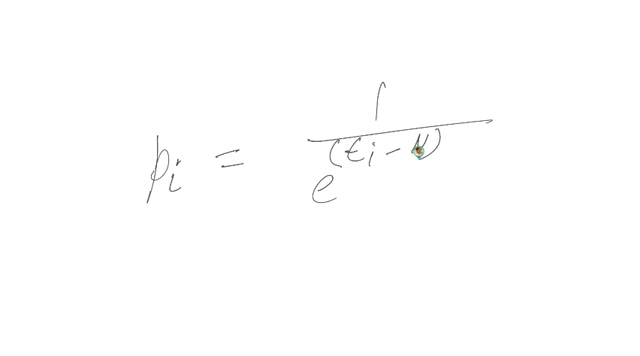 pi = 1 / e^(εi - μ)